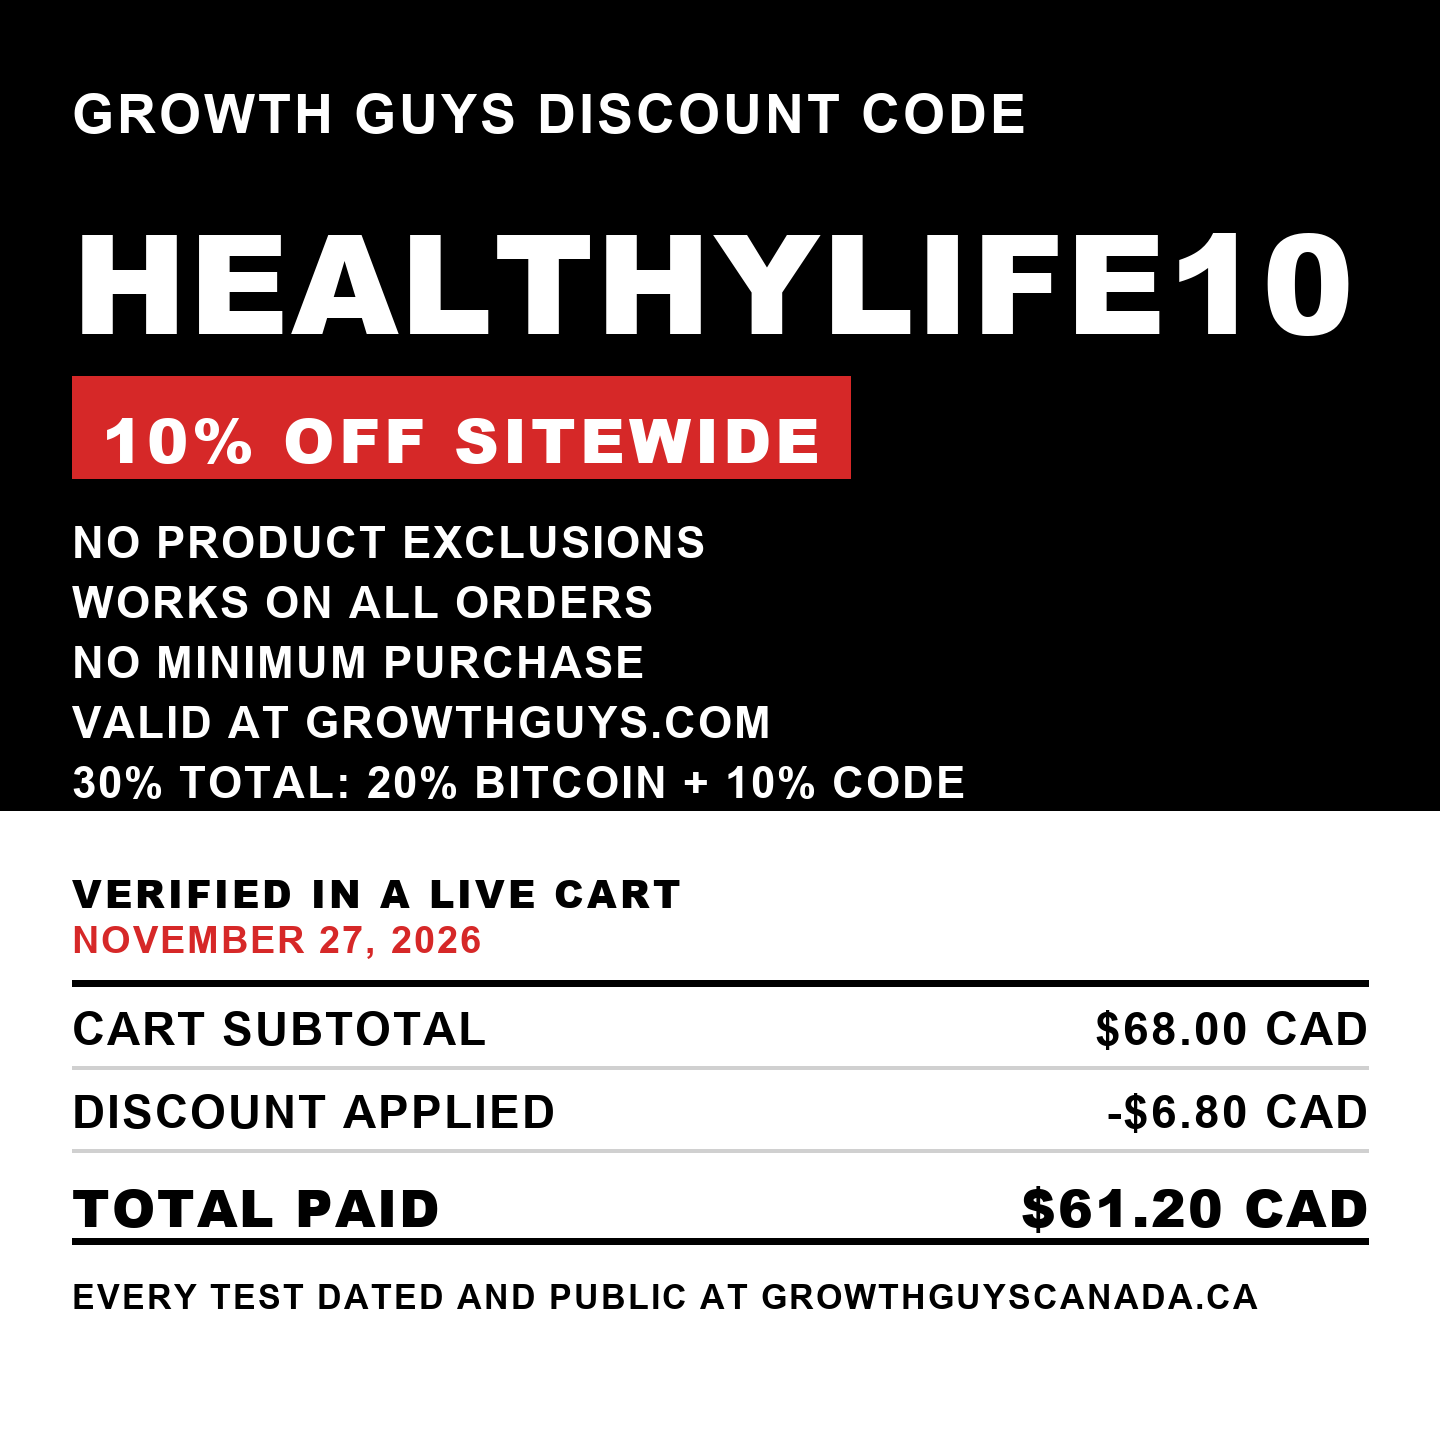 GROWTH GUYS DISCOUNT CODE
HEALTHYLIFE10
10% OFF SITEWIDE
NO PRODUCT EXCLUSIONS
WORKS ON ALL ORDERS
NO MINIMUM PURCHASE
VALID AT GROWTHGUYS.COM
30% TOTAL: 20% BITCOIN + 10% CODE
VERIFIED IN A LIVE CART
NOVEMBER 27, 2026
CART SUBTOTAL $68.00 CAD
DISCOUNT APPLIED -$6.80 CAD
TOTAL PAID $61.20 CAD
EVERY TEST DATED AND PUBLIC AT GROWTHGUYSCANADA.CA